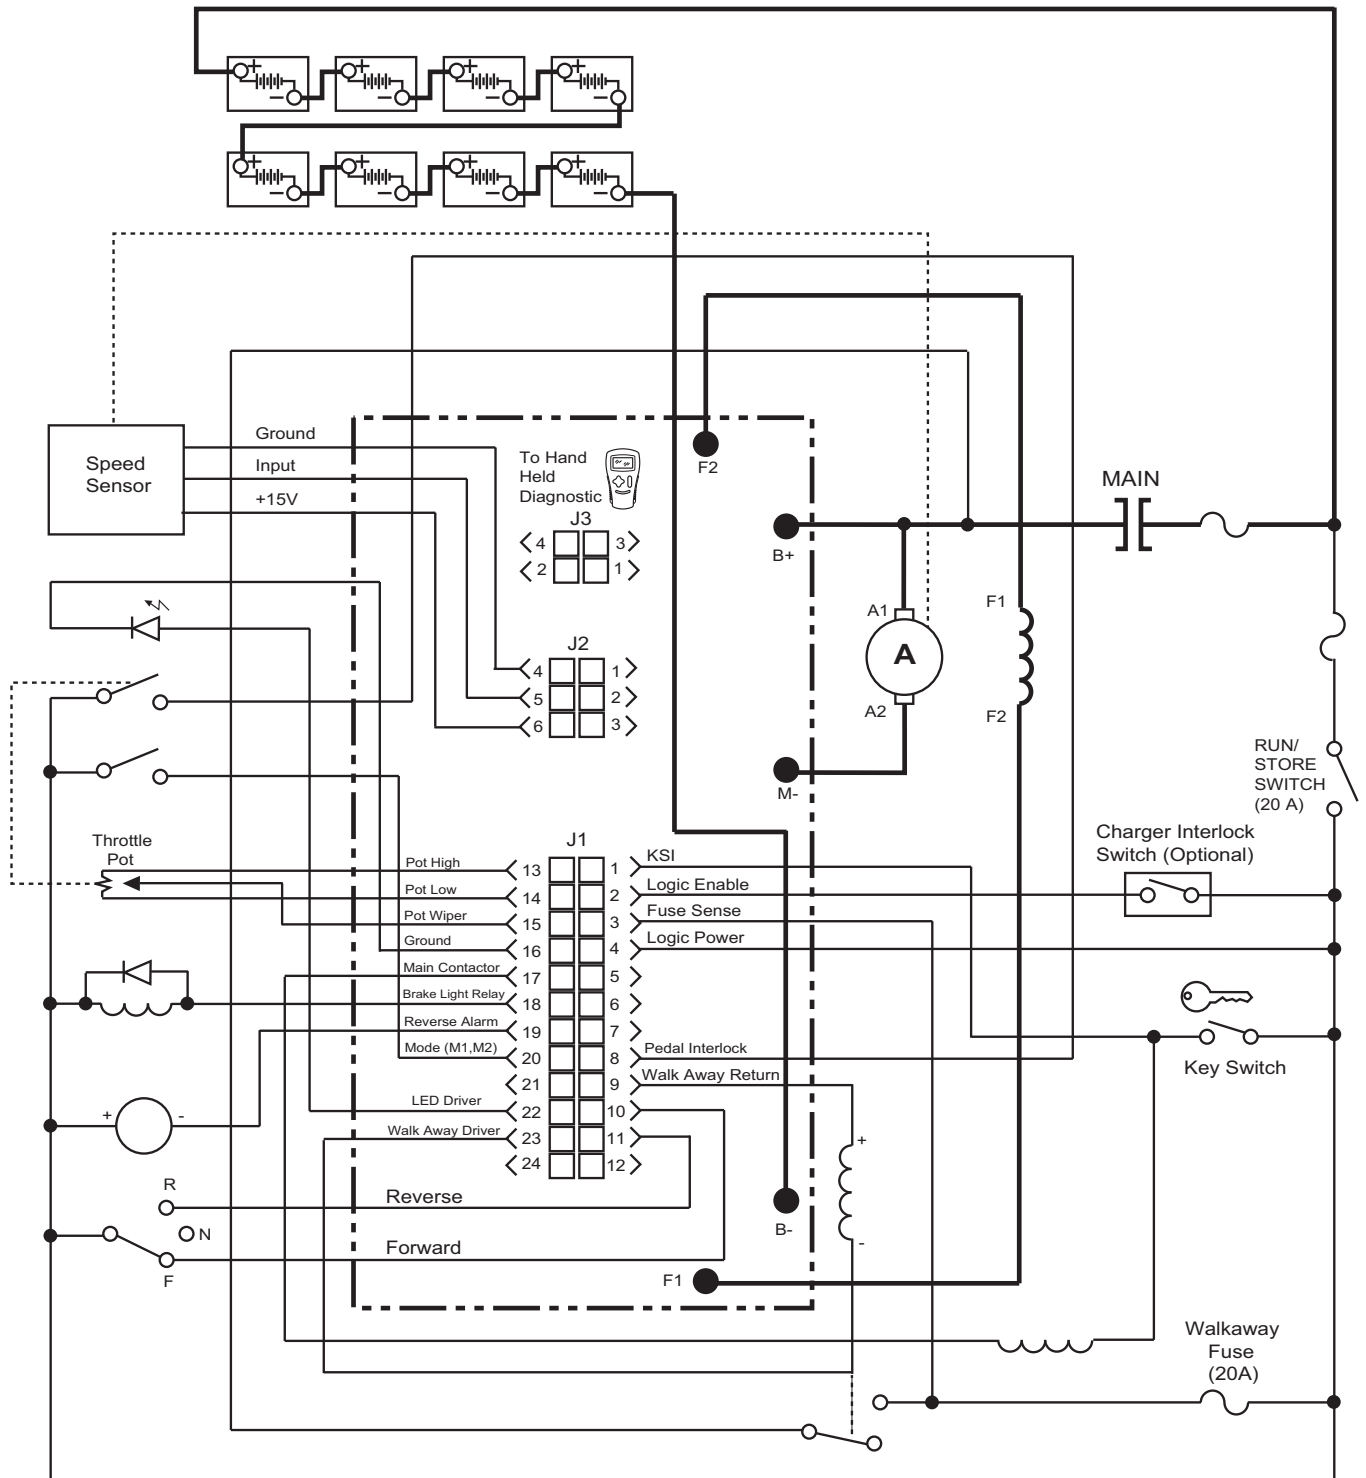 +
+
+
+
−
−
−
−
+
+
+
+
−
−
−
−
Speed
Sensor
Ground
Input
+15V
To Hand
Held
Diagnostic
J3
4
3
2
1
F2
B+
MAIN
A1
A
A2
F1
F2
M-
J2
4
1
5
2
6
3
RUN/
STORE
SWITCH
(20 A)
Throttle
Pot
Charger Interlock
Switch (Optional)
J1
Pot High
13
1
KSI
Pot Low
14
2
Logic Enable
Pot Wiper
15
3
Fuse Sense
Ground
16
4
Logic Power
Main Contactor
17
5
Brake Light Relay
18
6
Reverse Alarm
19
7
Mode (M1,M2)
20
8
Pedal Interlock
21
9
Walk Away Return
LED Driver
22
10
Walk Away Driver
23
11
24
12
Key Switch
+
-
+
-
R
Reverse
N
Forward
F
B-
F1
Walkaway
Fuse
(20A)